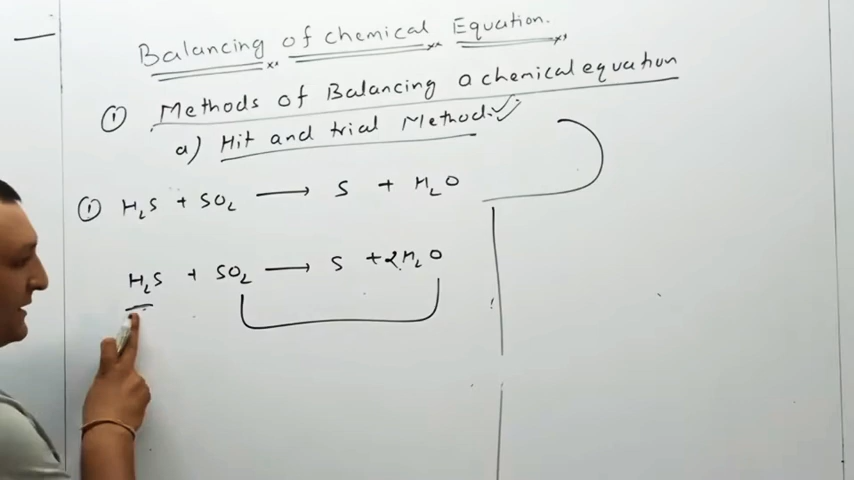 Balancing of chemical Equation.
① Methods of Balancing a chemical equation
a) Hit and trial Method.
① H₂S + SO₂ ⟶ S + H₂O
H₂S + SO₂ ⟶ S + 2H₂O